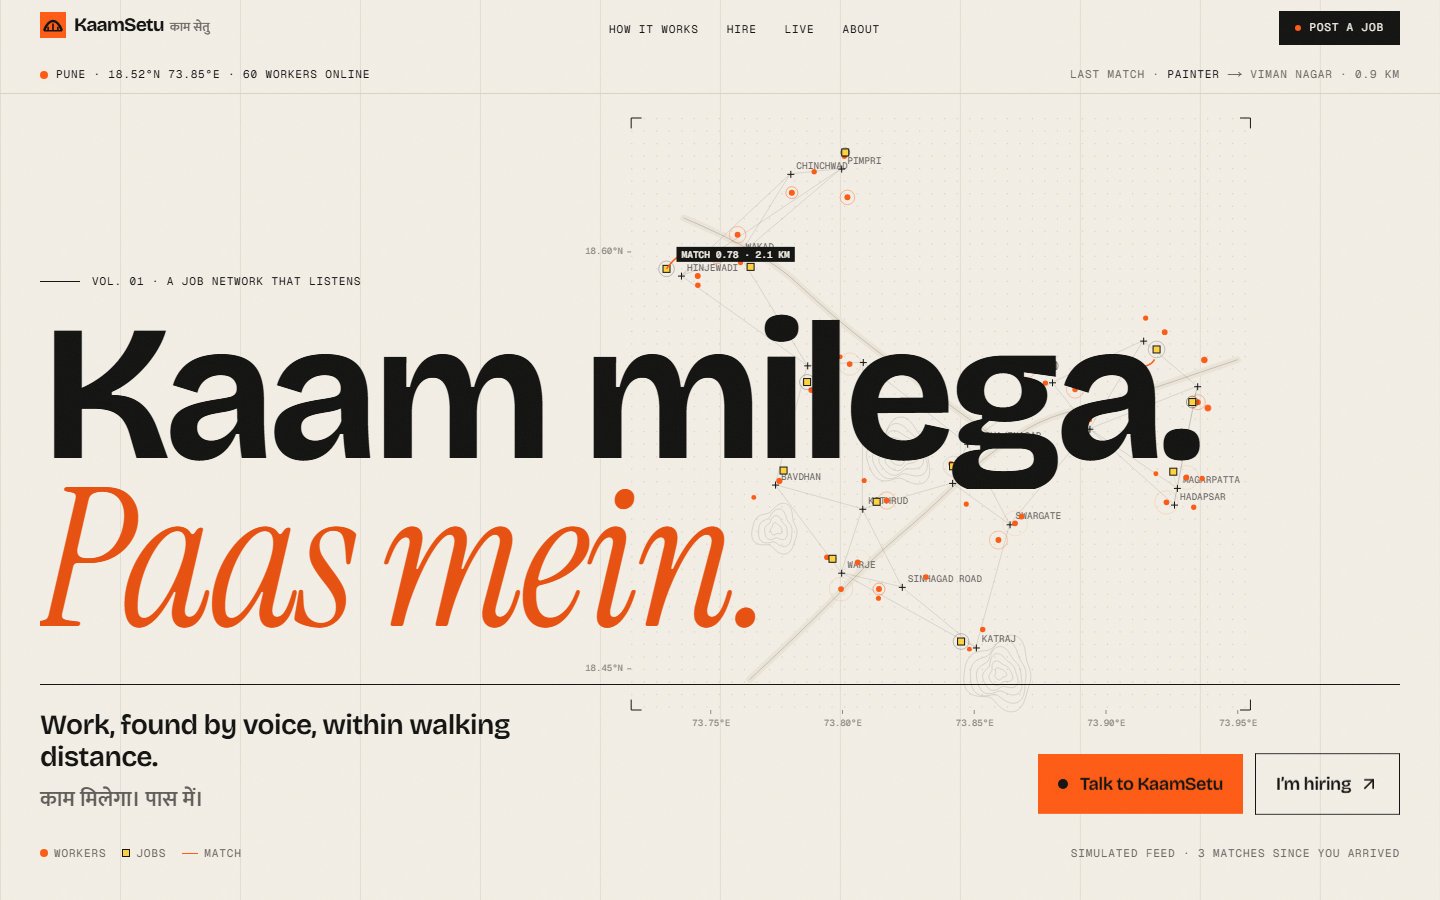 KaamSetu काम सेतु
HOW IT WORKS HIRE LIVE ABOUT
POST A JOB
PUNE · 18.52°N 73.85°E · 60 WORKERS ONLINE
LAST MATCH · PAINTER → VIMAN NAGAR · 0.9 KM
CHINCHWAD
PIMPRI
18.60°N
MATCH 0.78 · 2.1 KM
HINJEWADI
VOL. 01 · A JOB NETWORK THAT LISTENS
Kaam milega.
BAVDHAN
HADAPSAR
SWARGATE
Paas mein.
WARJE
SINHAGAD ROAD
KATRAJ
18.45°N
73.75°E 73.80°E 73.85°E 73.90°E 73.95°E
Work, found by voice, within walking
distance.
काम मिलेगा। पास में।
Talk to KaamSetu
I'm hiring
WORKERS JOBS MATCH
SIMULATED FEED · 3 MATCHES SINCE YOU ARRIVED